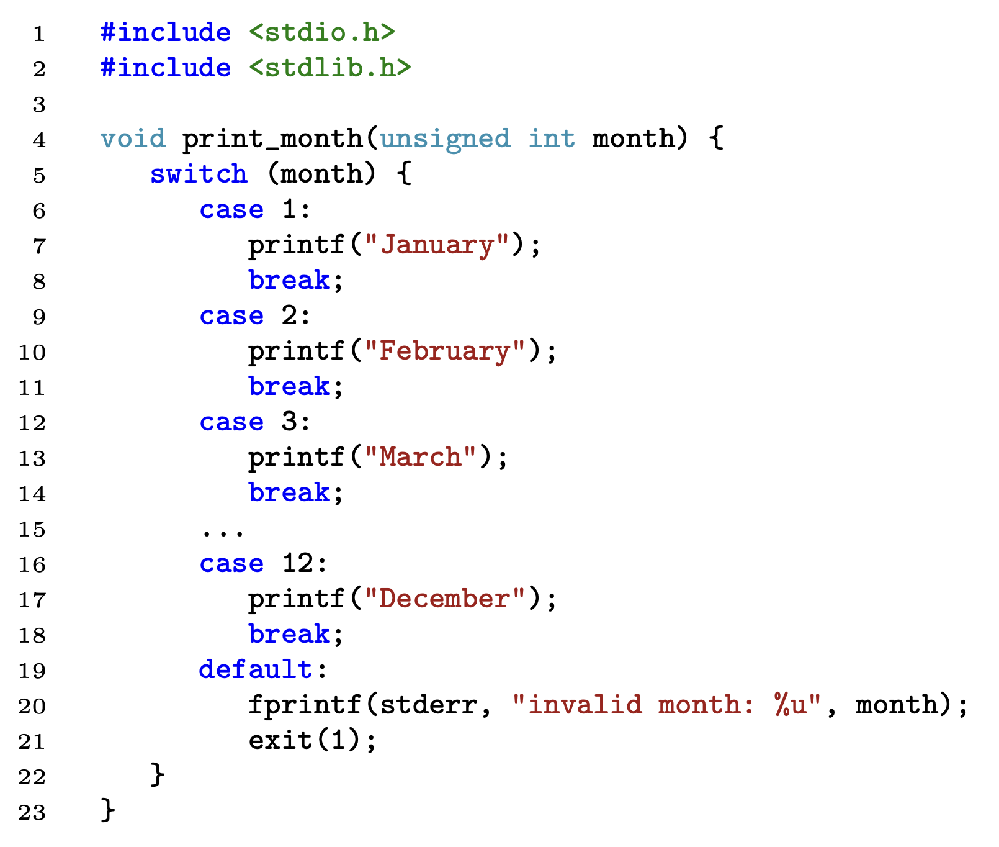 1 #include <stdio.h>
2 #include <stdlib.h>
3
4 void print_month(unsigned int month) {
5    switch (month) {
6       case 1:
7          printf("January");
8          break;
9       case 2:
10          printf("February");
11          break;
12       case 3:
13          printf("March");
14          break;
15       ...
16       case 12:
17          printf("December");
18          break;
19       default:
20          fprintf(stderr, "invalid month: %u", month);
21          exit(1);
22    }
23 }